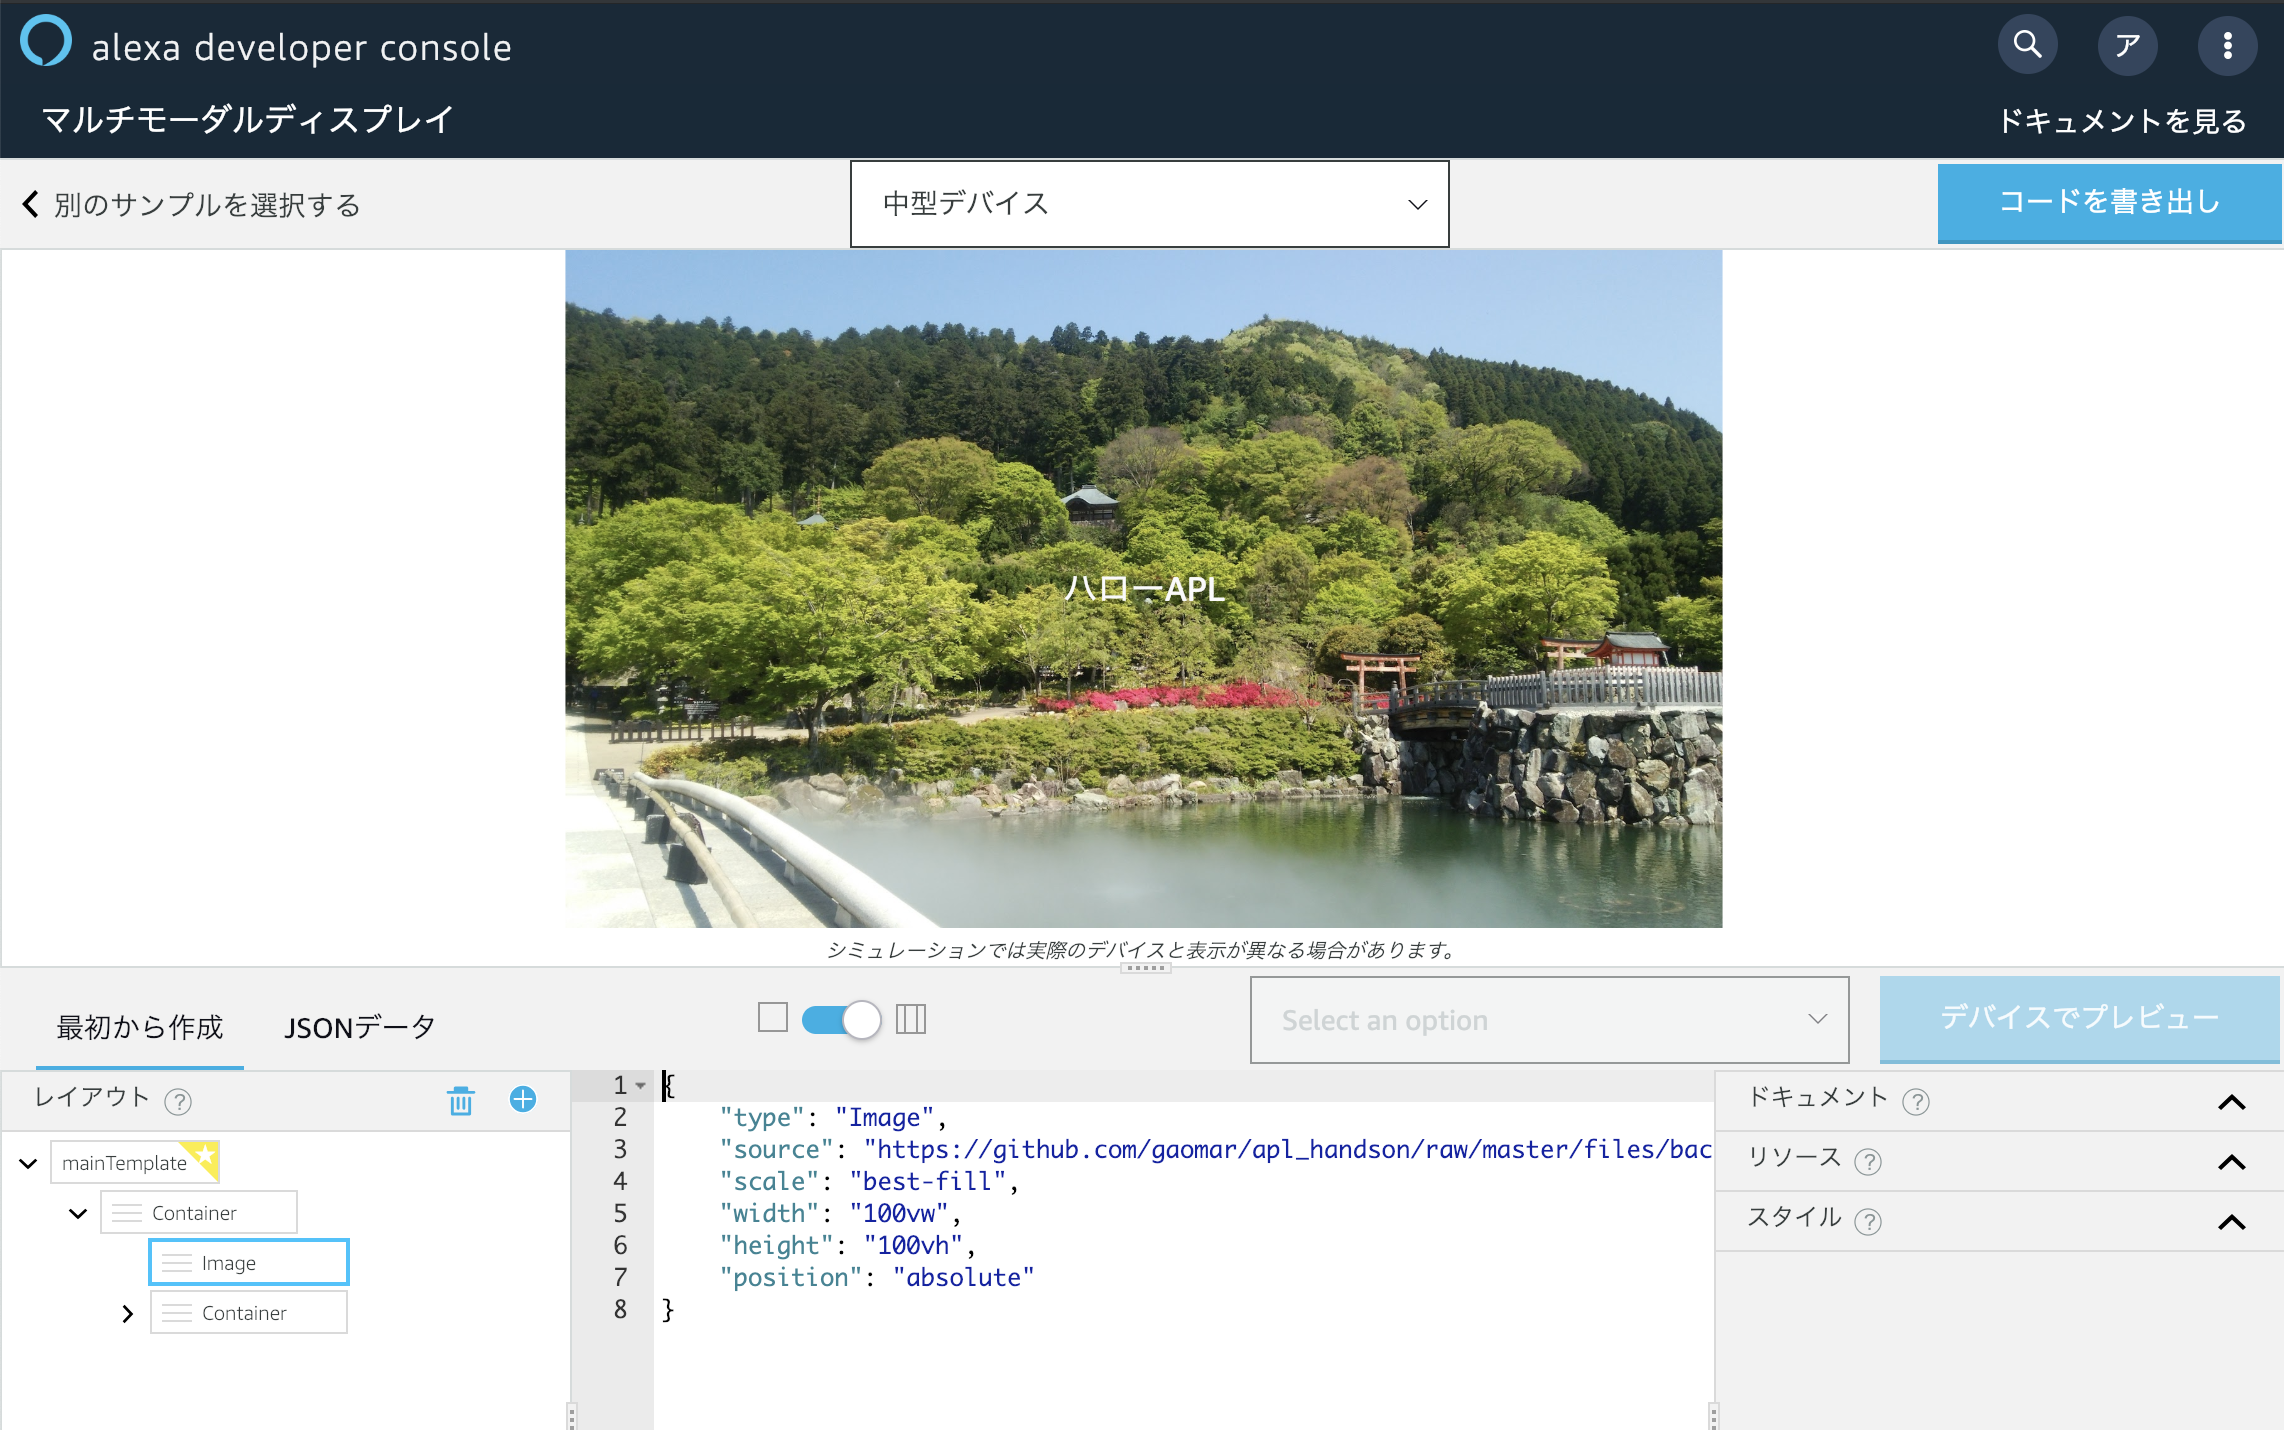 alexa developer console
ア
マルチモーダルディスプレイ
ドキュメントを見る
別のサンプルを選択する
中型デバイス
コードを書き出し
ハローAPL
シミュレーションでは実際のデバイスと表示が異なる場合があります。
最初から作成
JSONデータ
Select an option
デバイスでプレビュー
レイアウト ?
mainTemplate
Container
Image
Container
1 {
2 "type": "Image",
3 "source": "https://github.com/gaomar/apl_handson/raw/master/files/bac
4 "scale": "best-fill",
5 "width": "100vw",
6 "height": "100vh",
7 "position": "absolute"
8 }
ドキュメント ?
リソース ?
スタイル ?